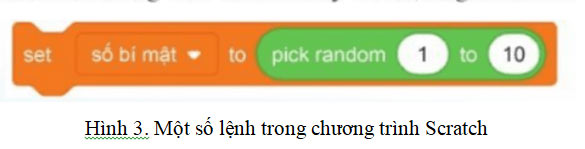 set số bí mật to pick random 1 to 10
Hình 3. Một số lệnh trong chương trình Scratch